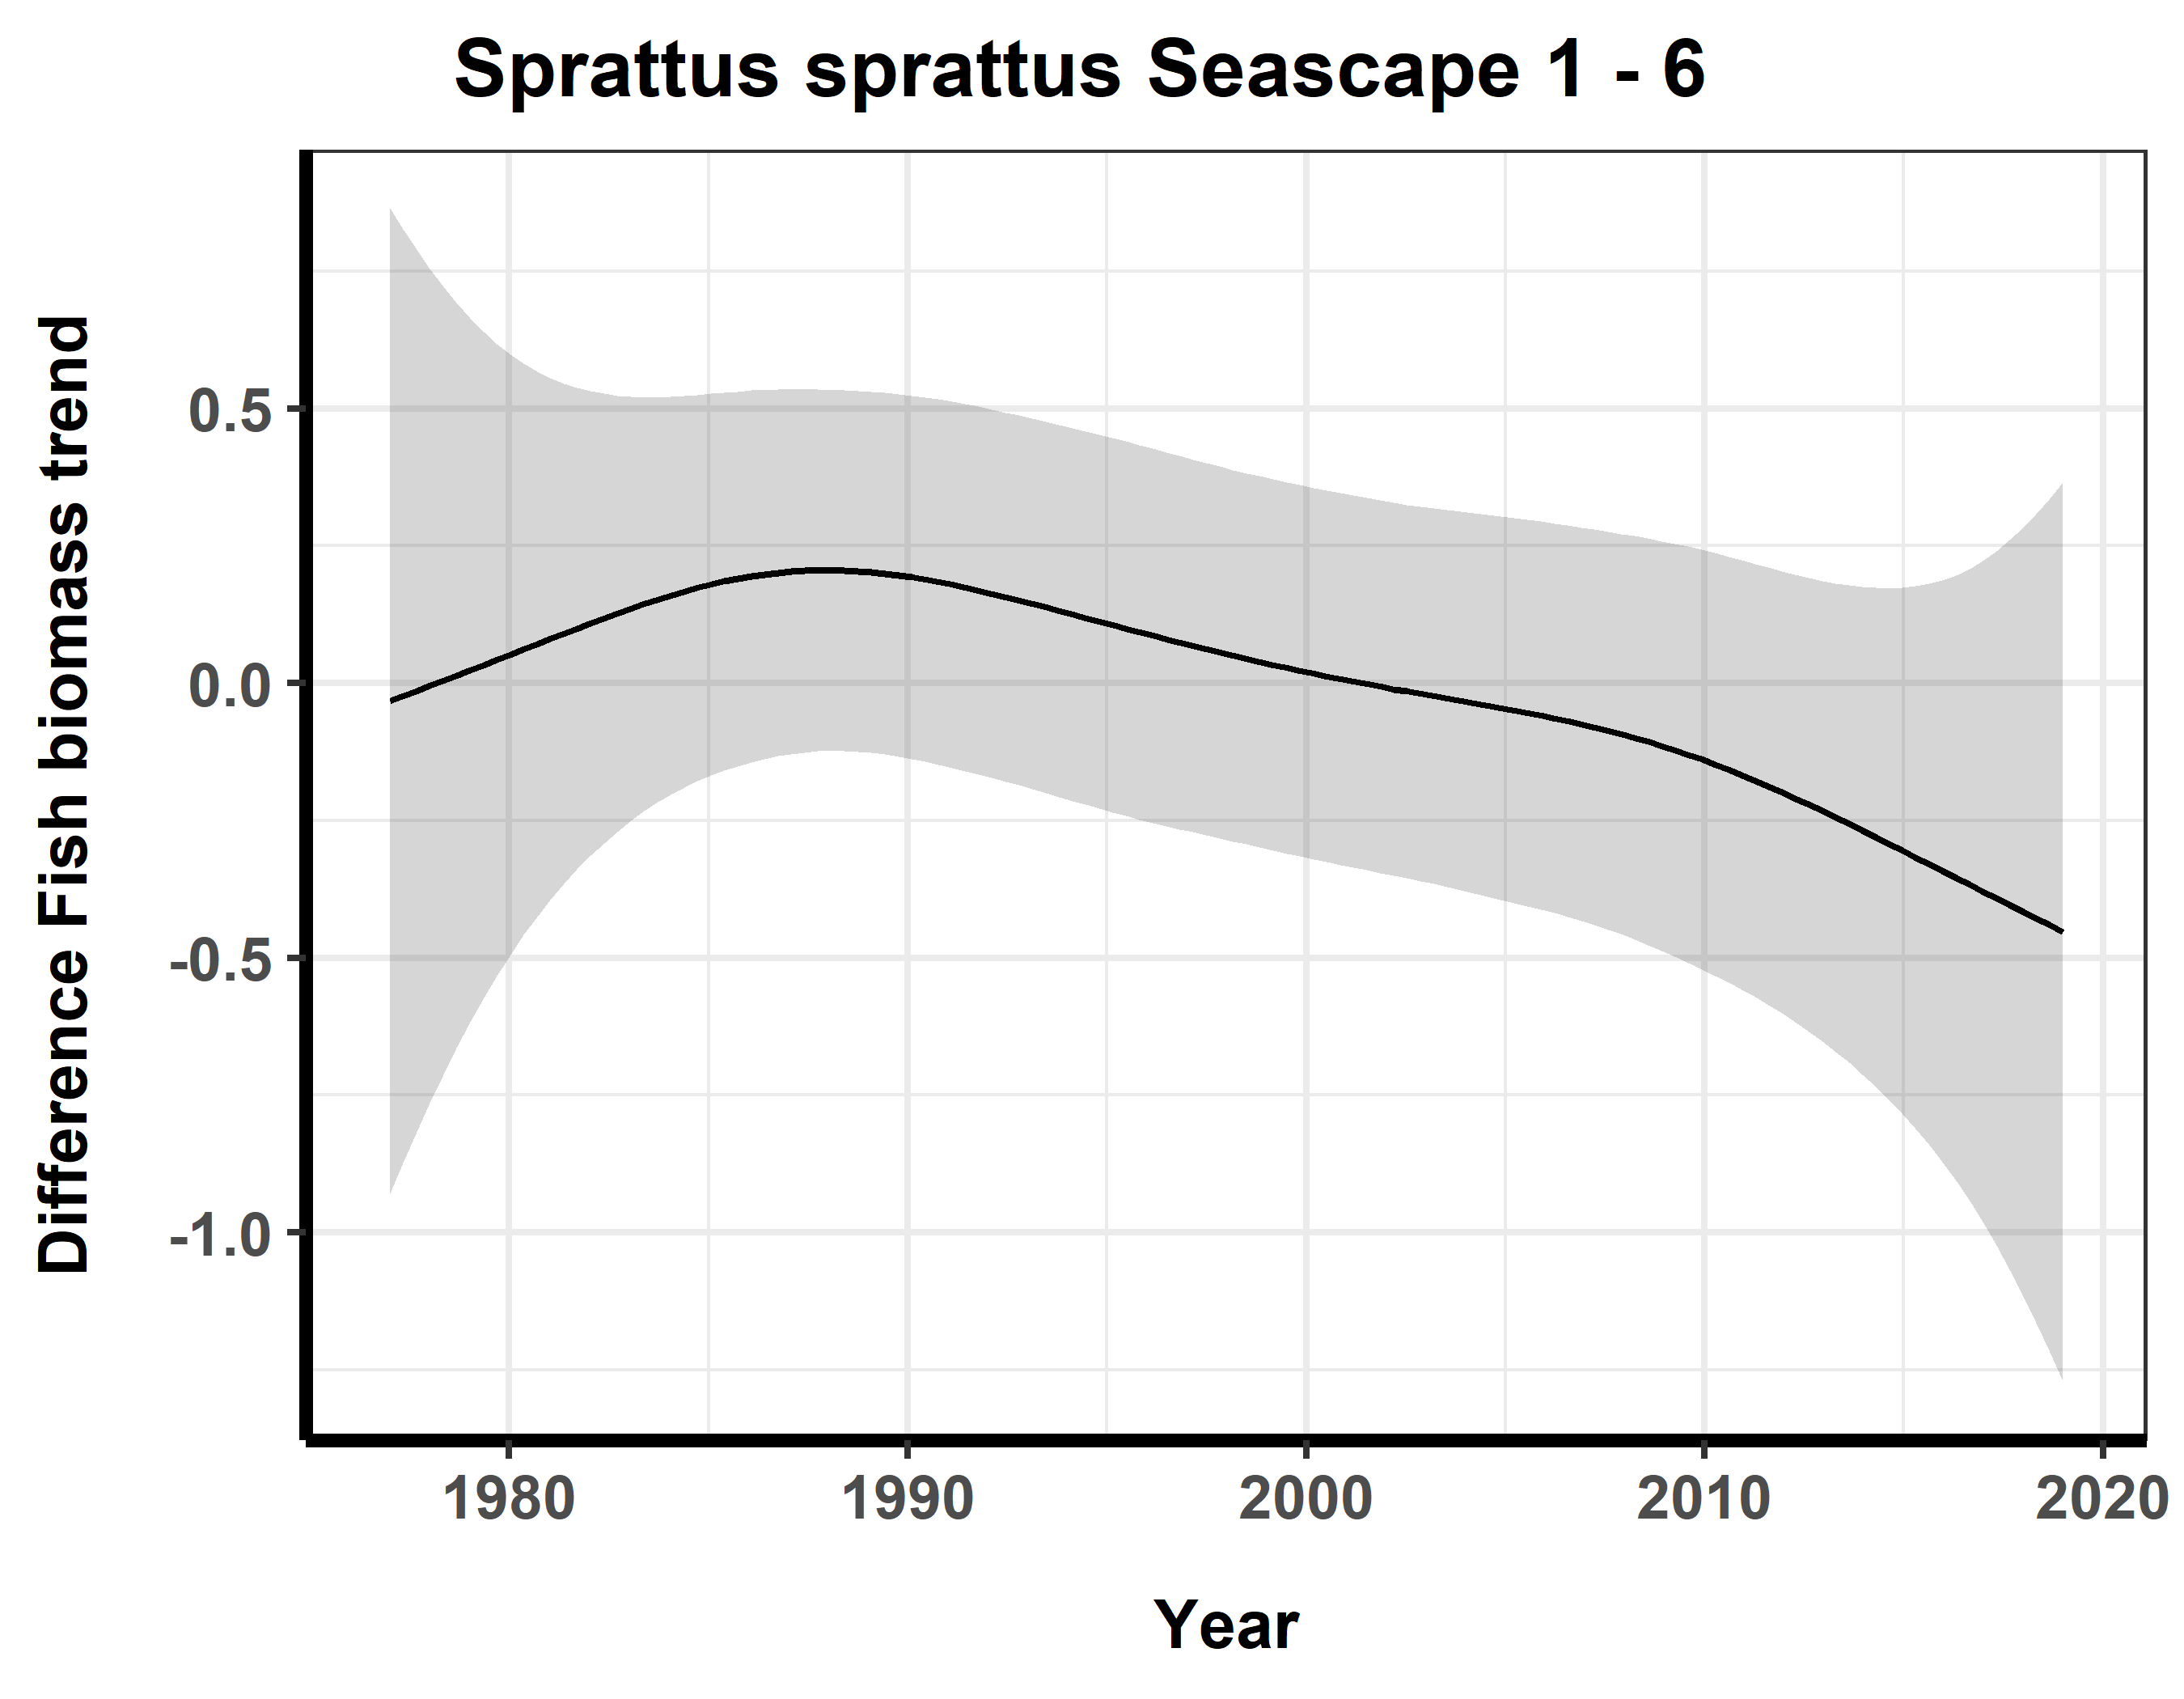 Sprattus sprattus Seascape 1 - 6
Difference Fish biomass trend
0.5
0.0
-0.5
-1.0
1980 1990 2000 2010 2020
Year